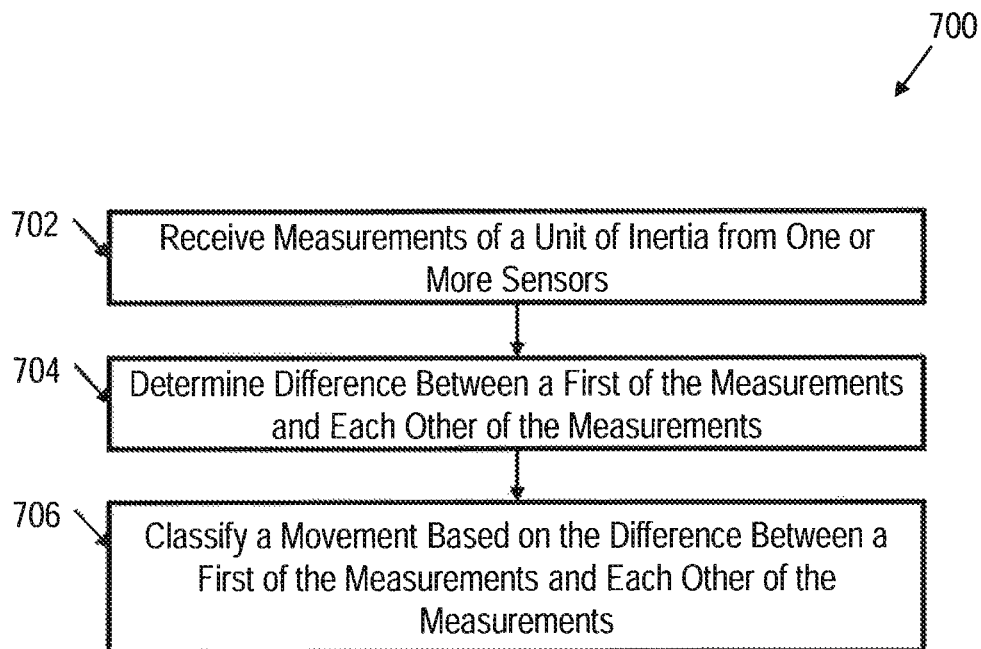 700
702
Receive Measurements of a Unit of Inertia from One or
More Sensors
704
Determine Difference Between a First of the Measurements
and Each Other of the Measurements
706
Classify a Movement Based on the Difference Between a
First of the Measurements and Each Other of the
Measurements